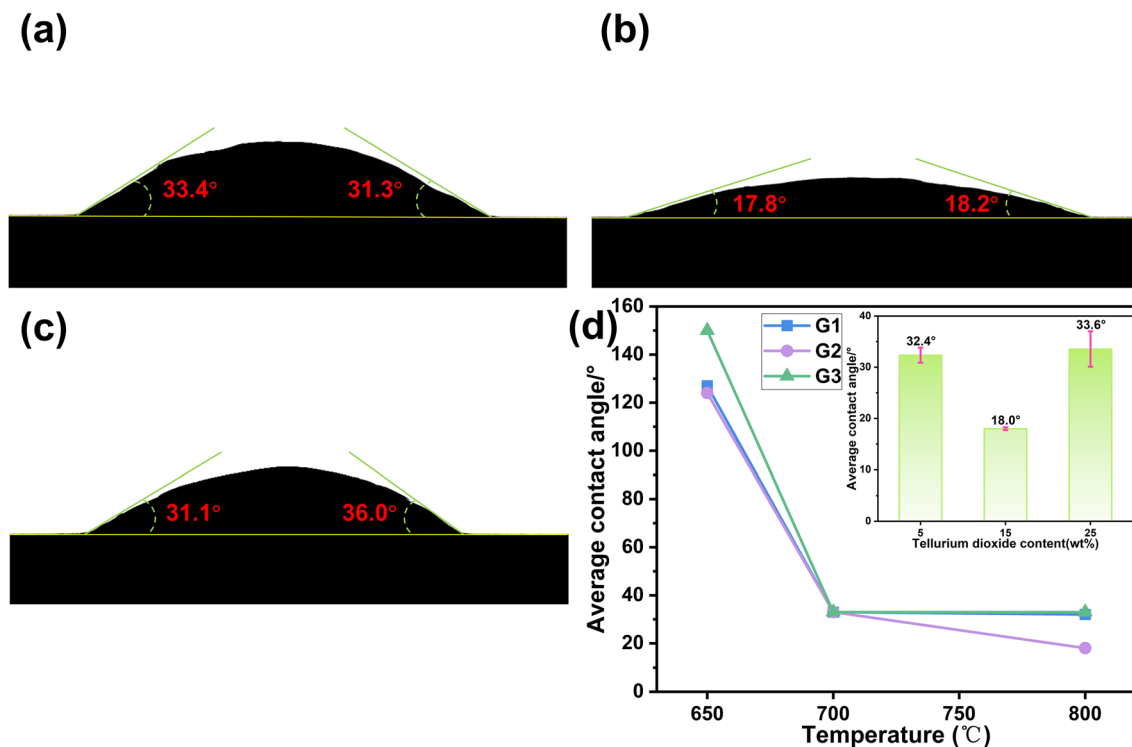 (a)
33.4°
31.3°
(b)
17.8°
18.2°
(c)
31.1°
36.0°
(d)
Average contact angle/°
160
140
120
100
80
60
40
20
0
650
700
750
800
Temperature (℃)
G1
G2
G3
Average contact angle/°
40
30
20
10
0
32.4°
18.0°
33.6°
5
15
25
Tellurium dioxide content(wt%)